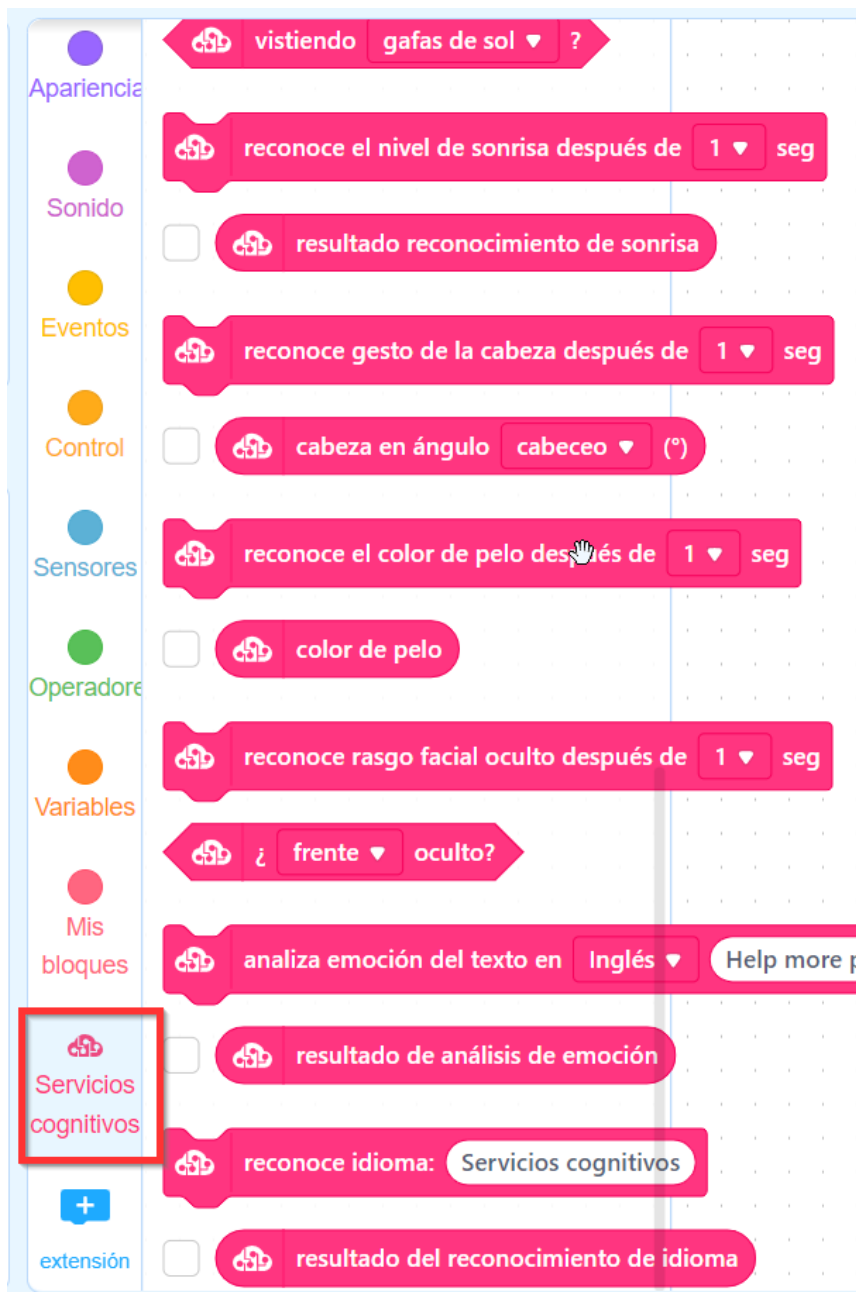 Apariencia
Sonido
Eventos
Control
Sensores
Operadore
Variables
Mis
bloques
Servicios
cognitivos
extensión
vistiendo gafas de sol ?
reconoce el nivel de sonrisa después de 1 seg
resultado reconocimiento de sonrisa
reconoce gesto de la cabeza después de 1 seg
cabeza en ángulo cabeceo (°)
reconoce el color de pelo después de 1 seg
color de pelo
reconoce rasgo facial oculto después de 1 seg
¿ frente oculto?
analiza emoción del texto en Inglés Help more p
resultado de análisis de emoción
reconoce idioma: Servicios cognitivos
resultado del reconocimiento de idioma